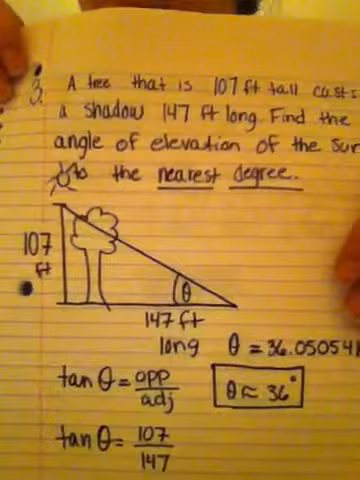 3. A tree that is 107 ft tall casts
a shadow 147 ft long. Find the
angle of elevation of the sun
to the nearest degree.
107
ft
θ
147 ft
long θ = 36.05054
tan θ = opp
adj
θ ≈ 36°
tan θ = 107
147